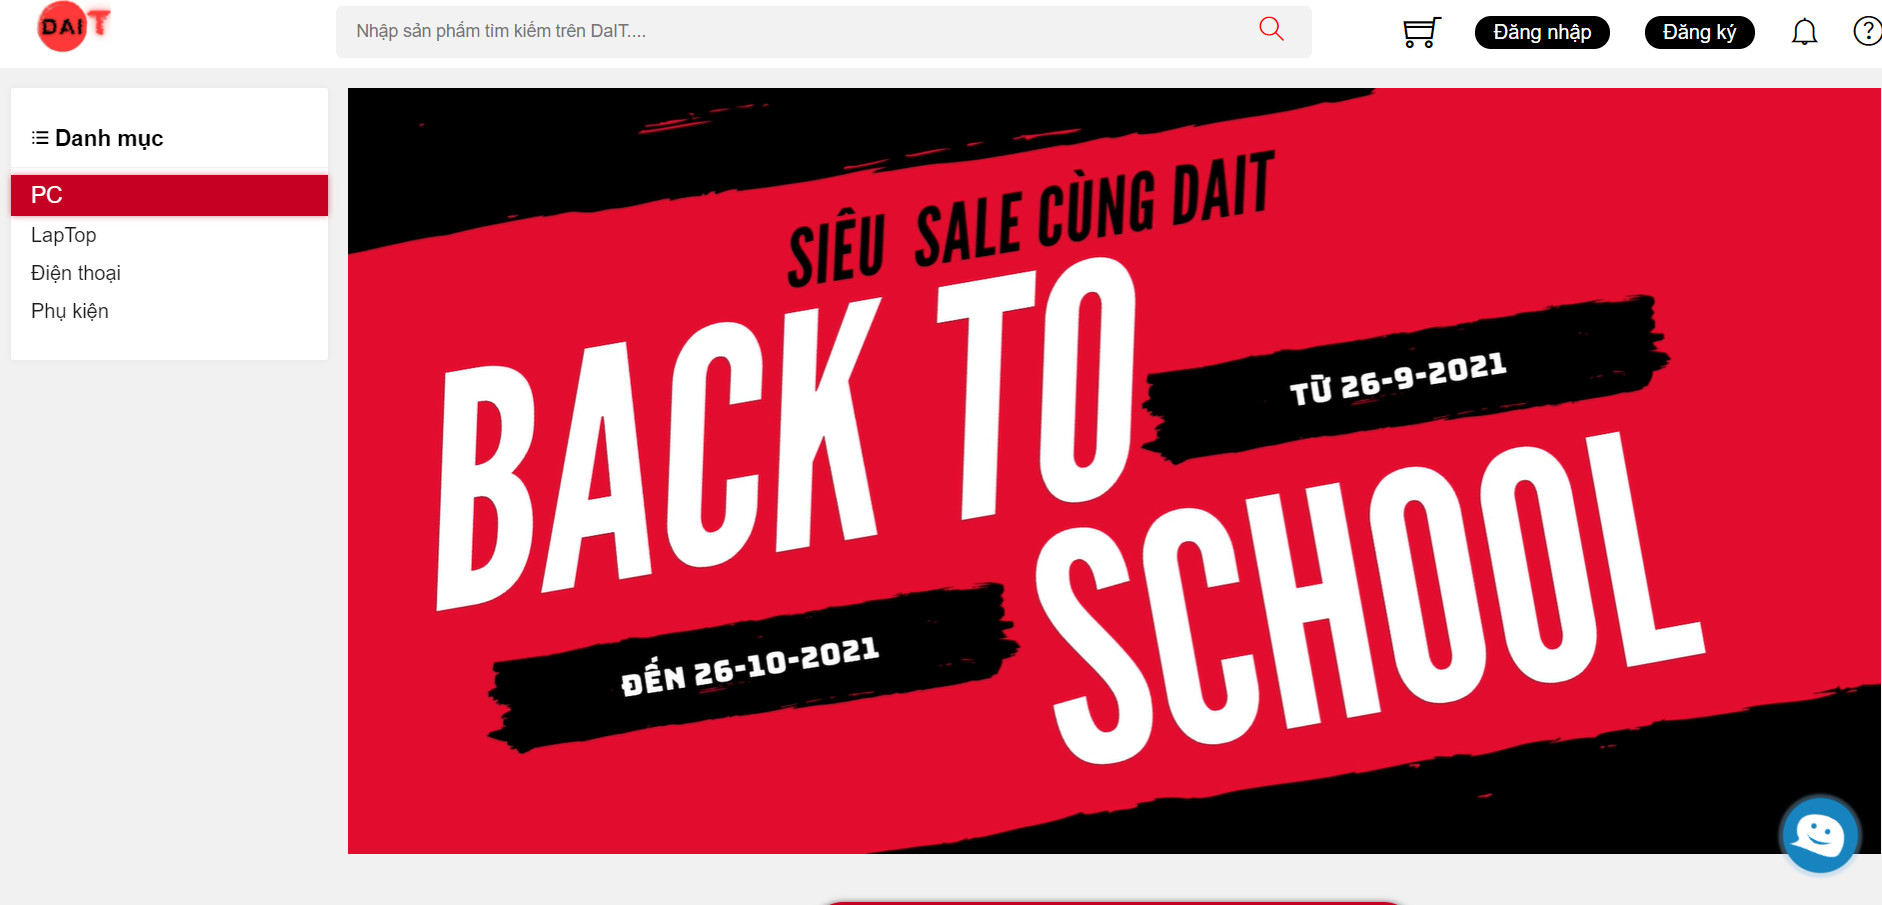 DAIT
Nhập sản phẩm tìm kiếm trên DaIT....
Đăng nhập
Đăng ký
Danh mục
PC
LapTop
Điện thoại
Phụ kiện
SIÊU SALE CÙNG DAIT
BACK TO
TỪ 26-9-2021
SCHOOL
ĐẾN 26-10-2021